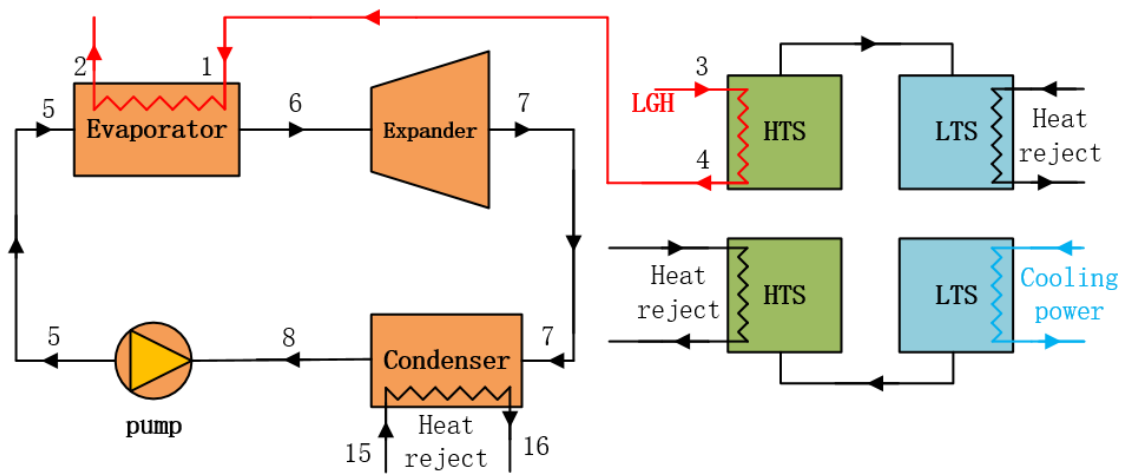 2
1
5
Evaporator
6
Expander
7
3
LGH
4
HTS
LTS
Heat
reject
Heat
reject
HTS
LTS
Cooling
power
5
pump
8
Condenser
7
Heat
reject
15
16